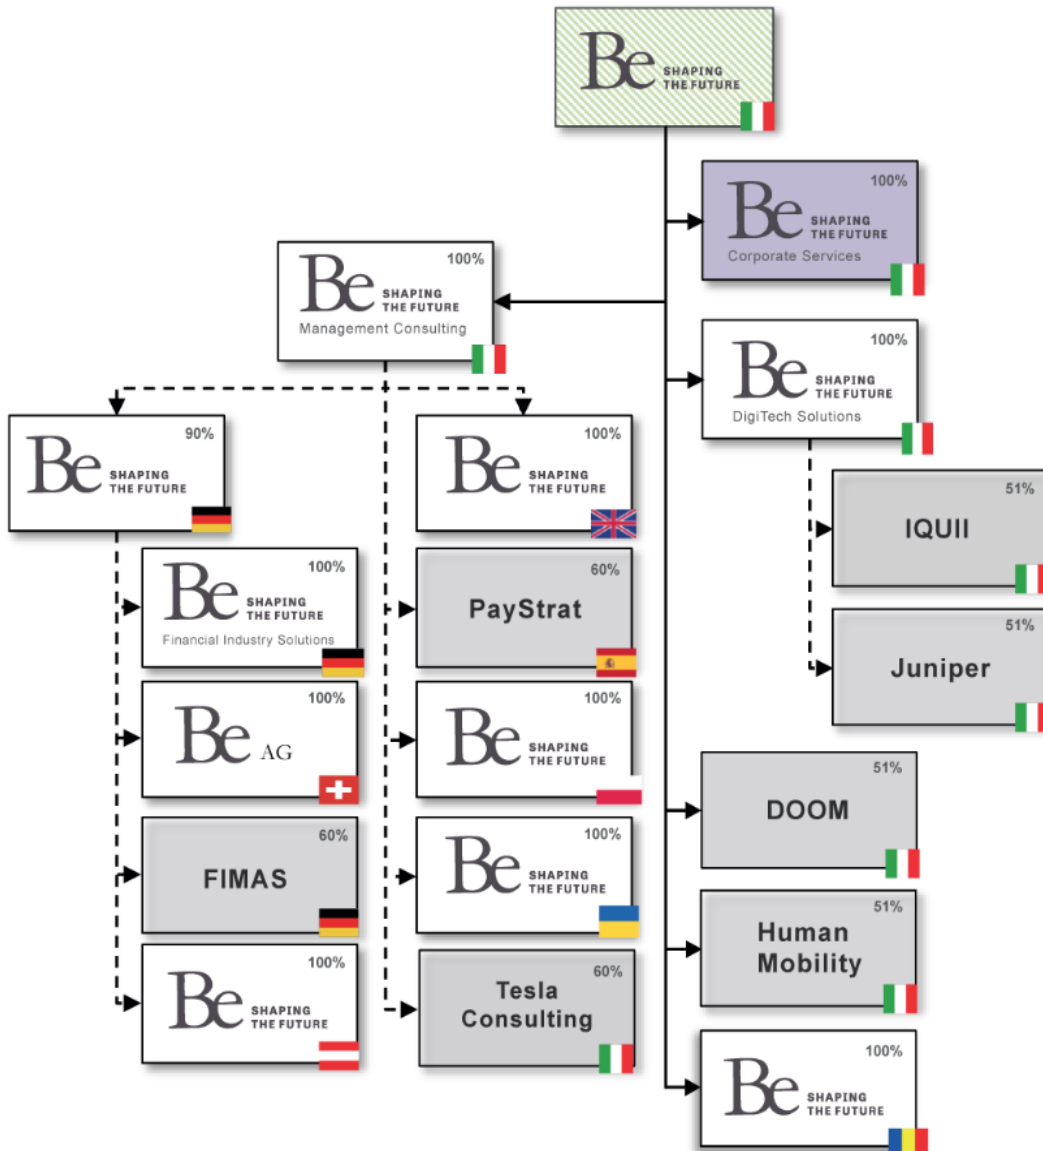 Be SHAPING
THE FUTURE
100%
Be SHAPING
THE FUTURE
Corporate Services
100%
Be SHAPING
THE FUTURE
Management Consulting
100%
Be SHAPING
THE FUTURE
DigiTech Solutions
90%
Be SHAPING
THE FUTURE
100%
Be SHAPING
THE FUTURE
51%
IQUII
100%
Be SHAPING
THE FUTURE
Financial Industry Solutions
60%
PayStrat
51%
Juniper
100%
Be AG
100%
Be SHAPING
THE FUTURE
51%
DOOM
60%
FIMAS
100%
Be SHAPING
THE FUTURE
51%
Human
Mobility
100%
Be SHAPING
THE FUTURE
60%
Tesla
Consulting
100%
Be SHAPING
THE FUTURE